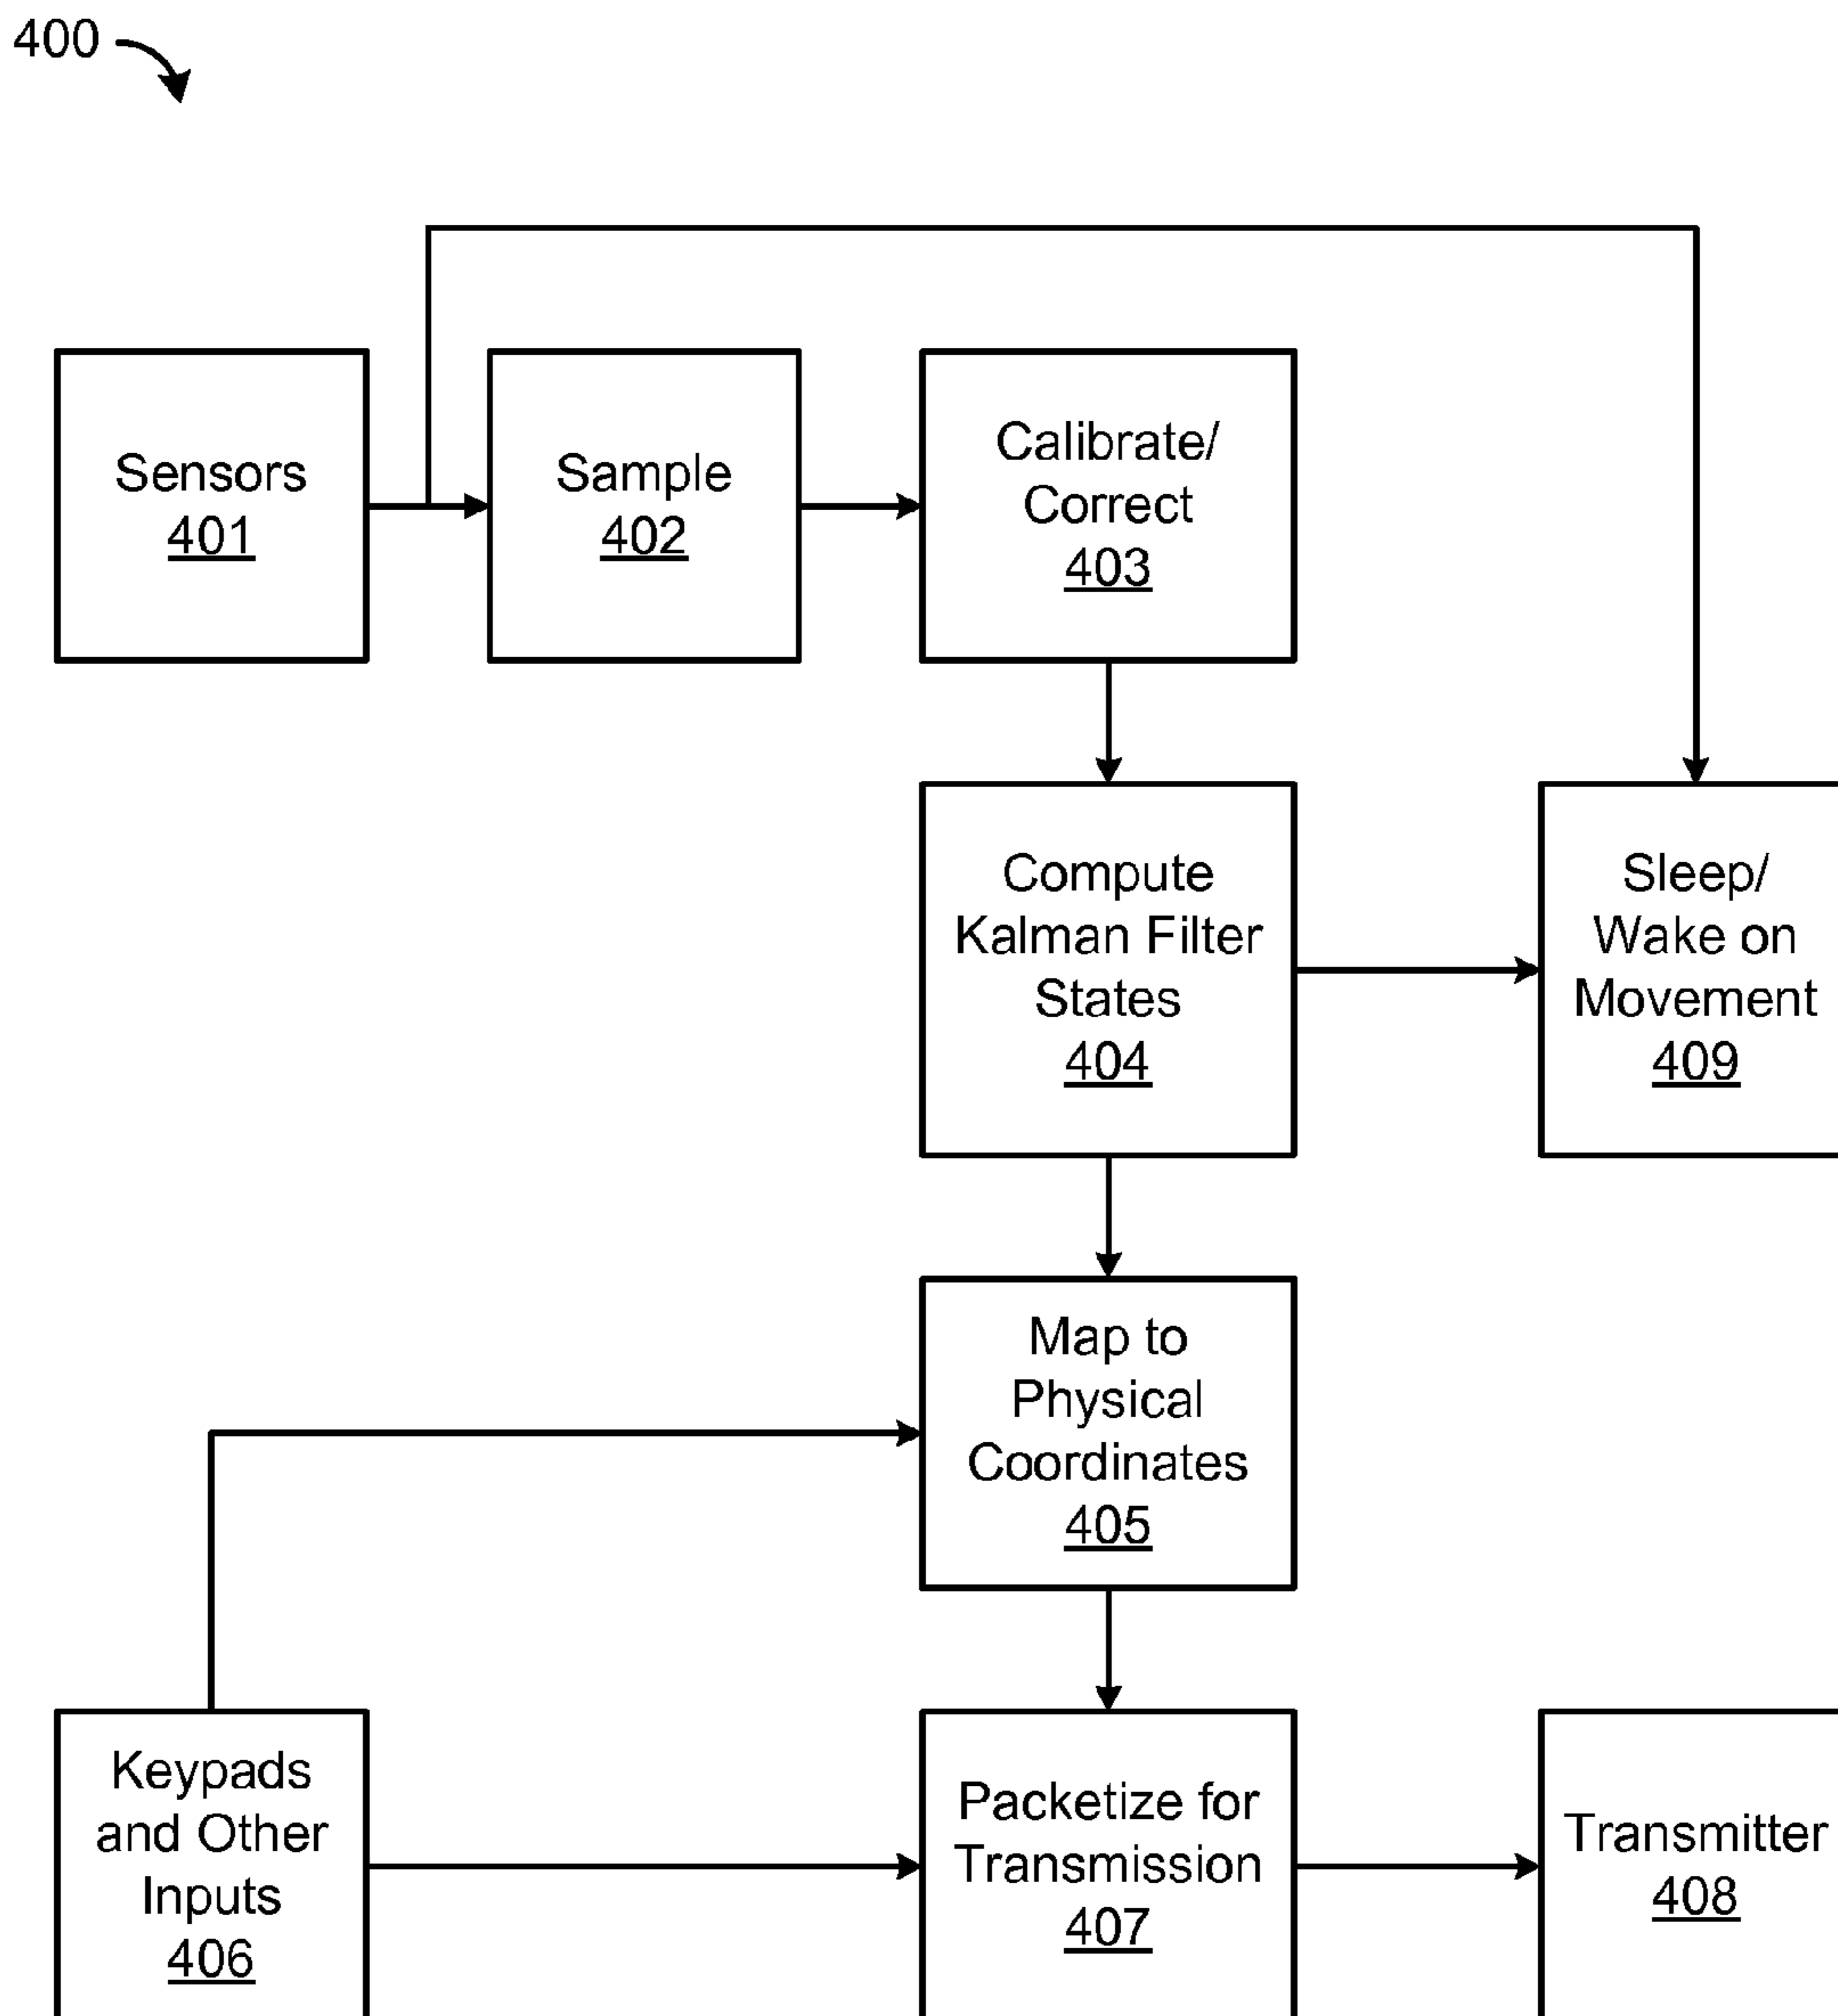 400
Sensors
401
Sample
402
Calibrate/
Correct
403
Compute
Kalman Filter
States
404
Sleep/
Wake on
Movement
409
Map to
Physical
Coordinates
405
Keypads
and Other
Inputs
406
Packetize for
Transmission
407
Transmitter
408